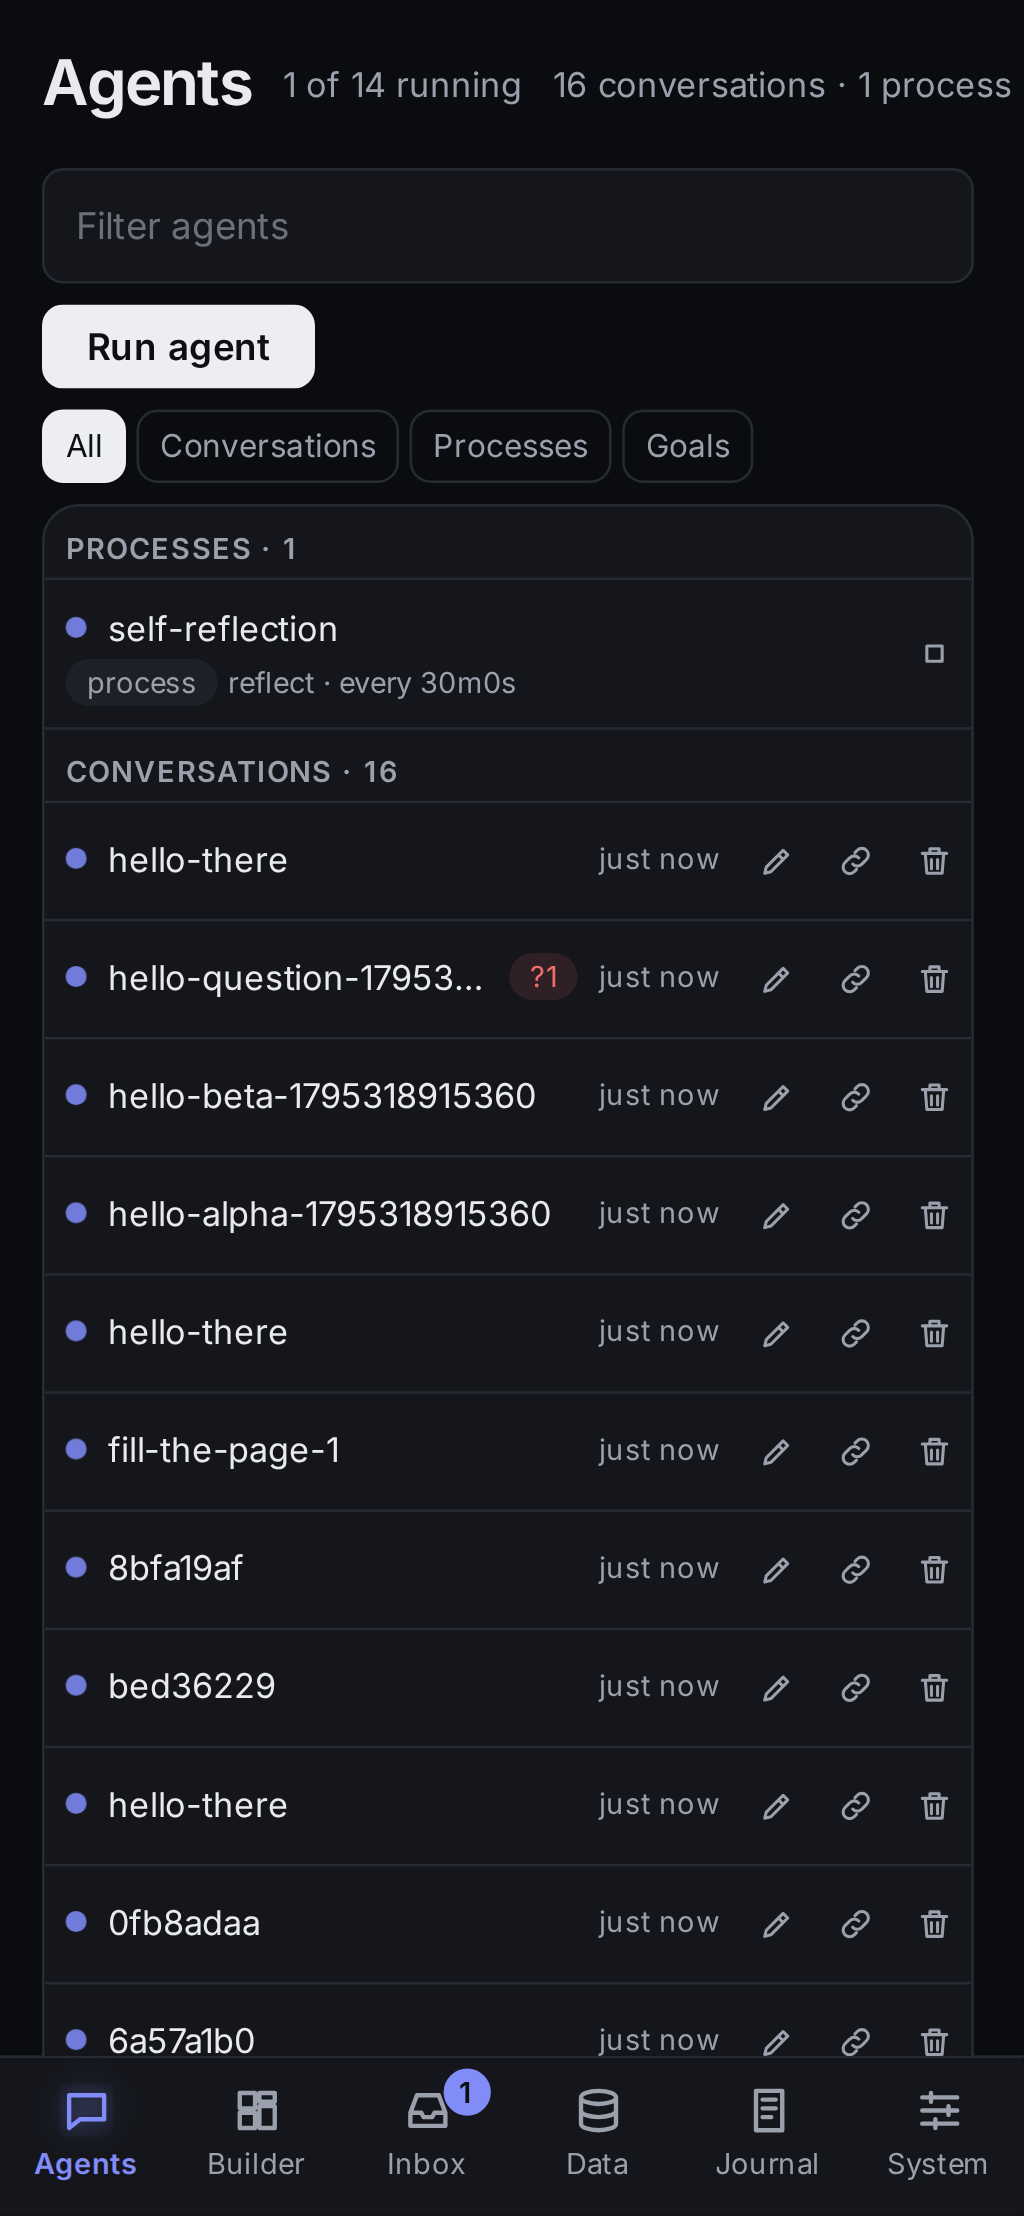 Agents 1 of 14 running 16 conversations · 1 process
Filter agents
Run agent
All Conversations Processes Goals
PROCESSES · 1
self-reflection
process reflect · every 30m0s
CONVERSATIONS · 16
hello-there just now
hello-question-17953... ?1 just now
hello-beta-1795318915360 just now
hello-alpha-1795318915360 just now
hello-there just now
fill-the-page-1 just now
8bfa19af just now
bed36229 just now
hello-there just now
0fb8adaa just now
6a57a1b0 just now
1
Agents Builder Inbox Data Journal System